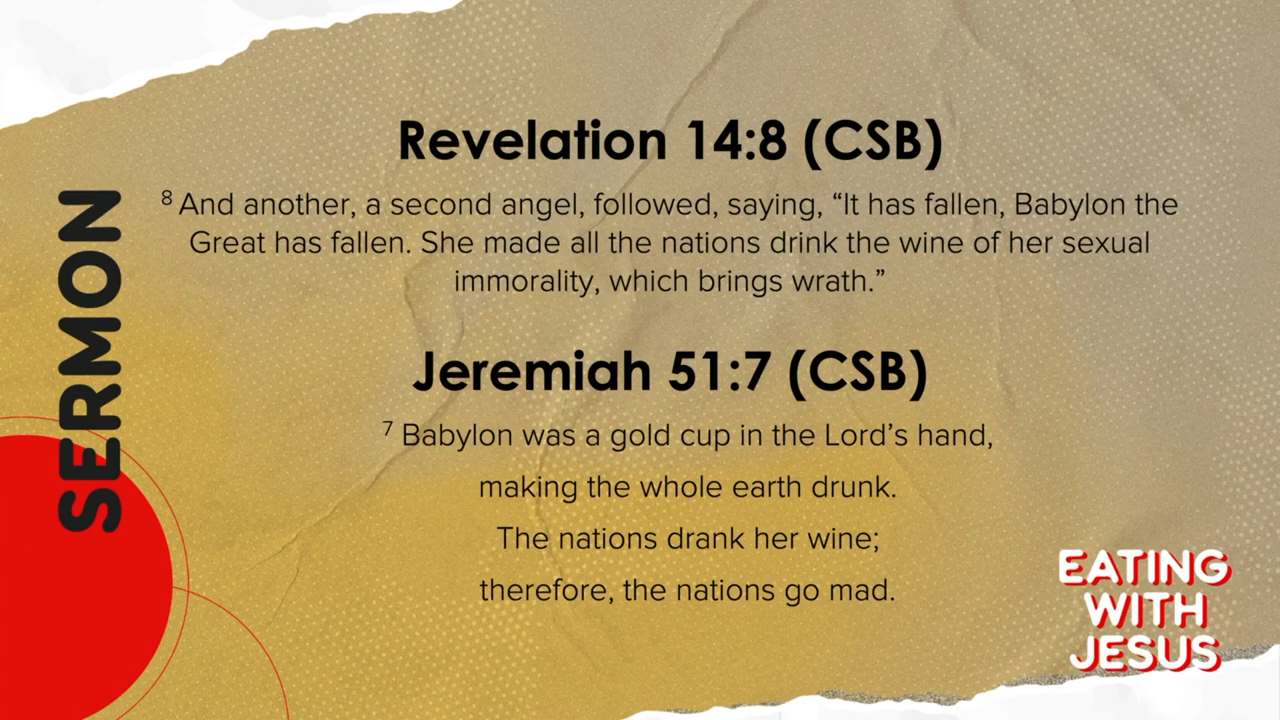 SERMON
Revelation 14:8 (CSB)
⁸ And another, a second angel, followed, saying, “It has fallen, Babylon the
Great has fallen. She made all the nations drink the wine of her sexual
immorality, which brings wrath.”
Jeremiah 51:7 (CSB)
⁷ Babylon was a gold cup in the Lord’s hand,
making the whole earth drunk.
The nations drank her wine;
therefore, the nations go mad.
EATING
WITH
JESUS